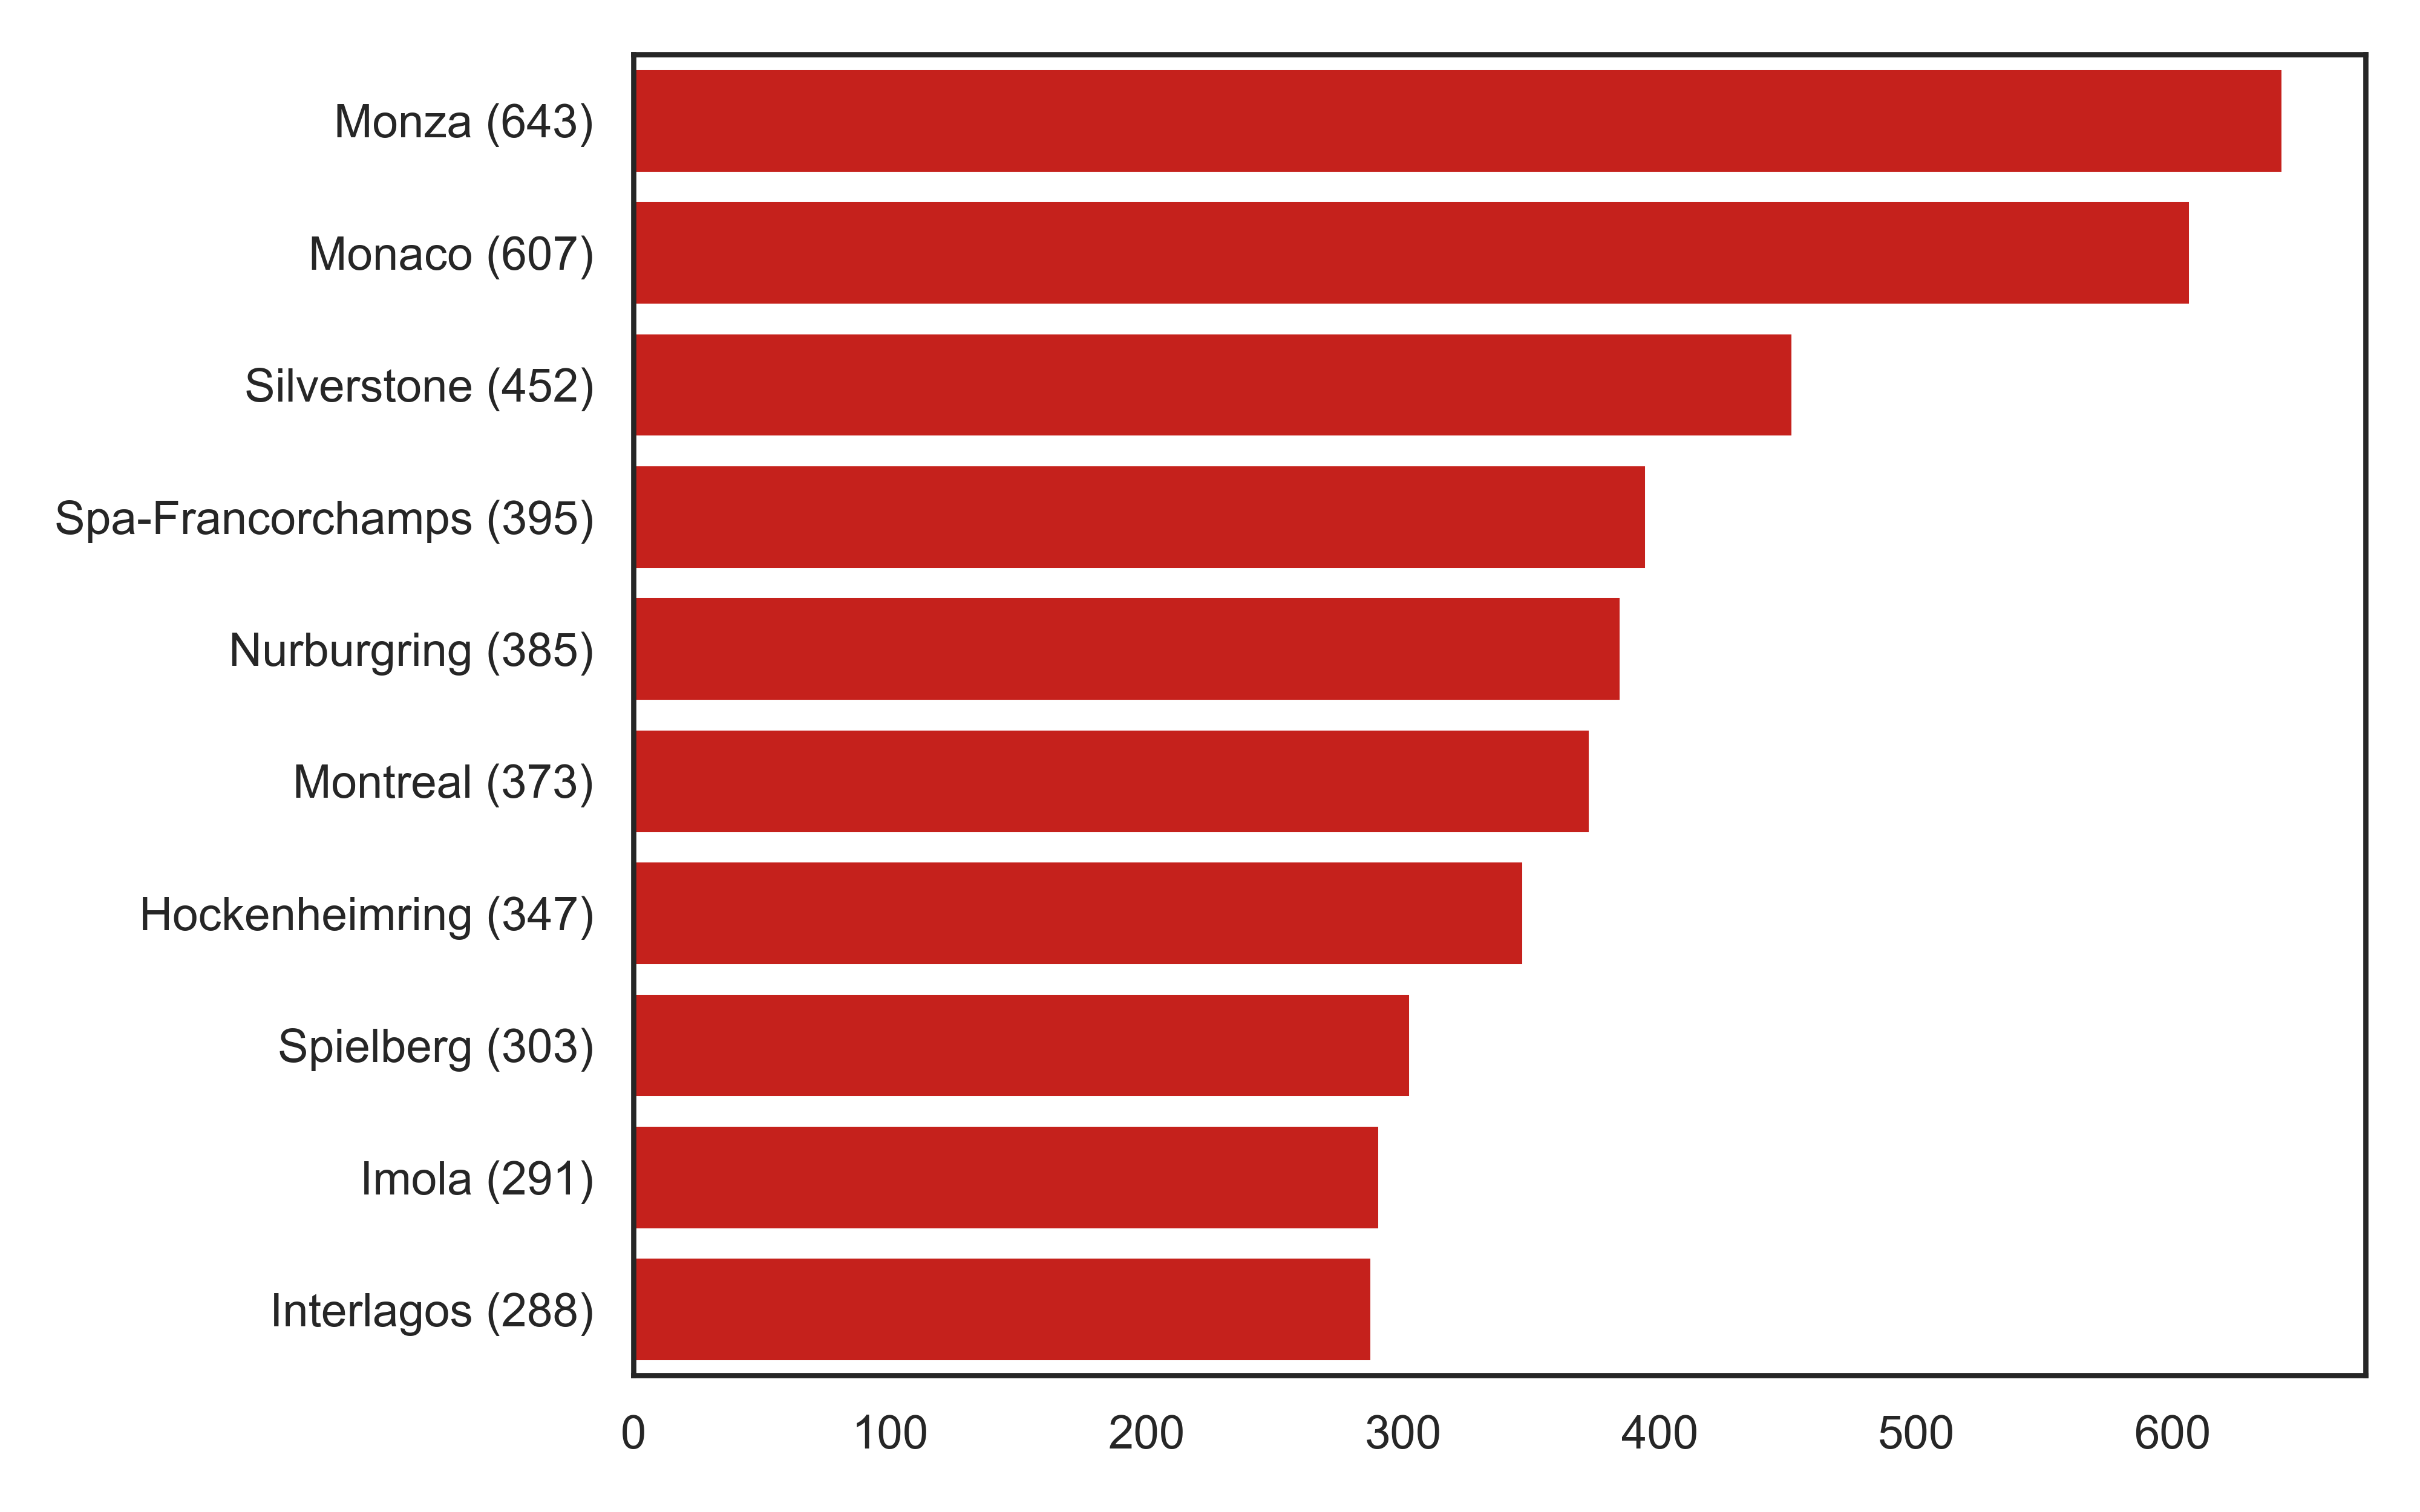 Monza (643)
Monaco (607)
Silverstone (452)
Spa-Francorchamps (395)
Nurburgring (385)
Montreal (373)
Hockenheimring (347)
Spielberg (303)
Imola (291)
Interlagos (288)
0 100 200 300 400 500 600